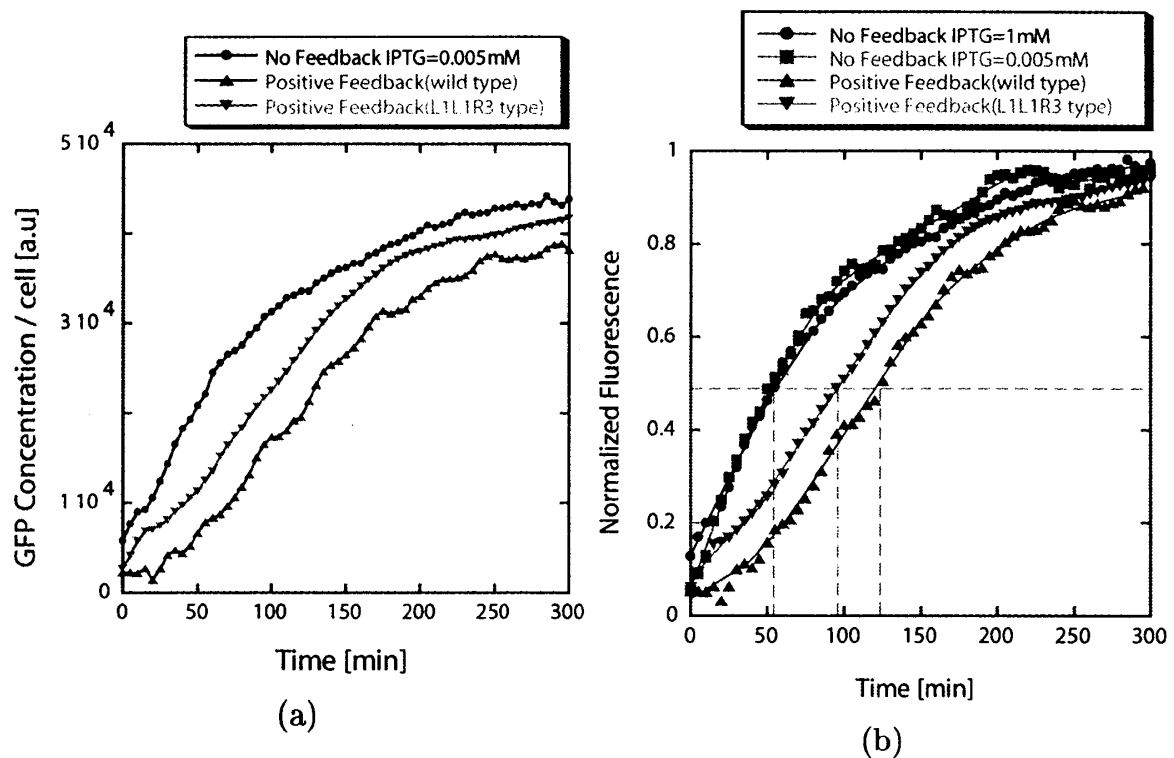 No Feedback IPTG=0.005mM
Positive Feedback(wild type)
Positive Feedback(L1L1R3 type)
5 10 4
3 10 4
1 10 4
0
GFP Concentration / cell [a.u]
0 50 100 150 200 250 300
Time [min]
(a)
No Feedback IPTG=1mM
No Feedback IPTG=0.005mM
Positive Feedback(wild type)
Positive Feedback(L1L1R3 type)
1
0.8
0.6
0.4
0.2
0
Normalized Fluorescence
0 50 100 150 200 250 300
Time [min]
(b)